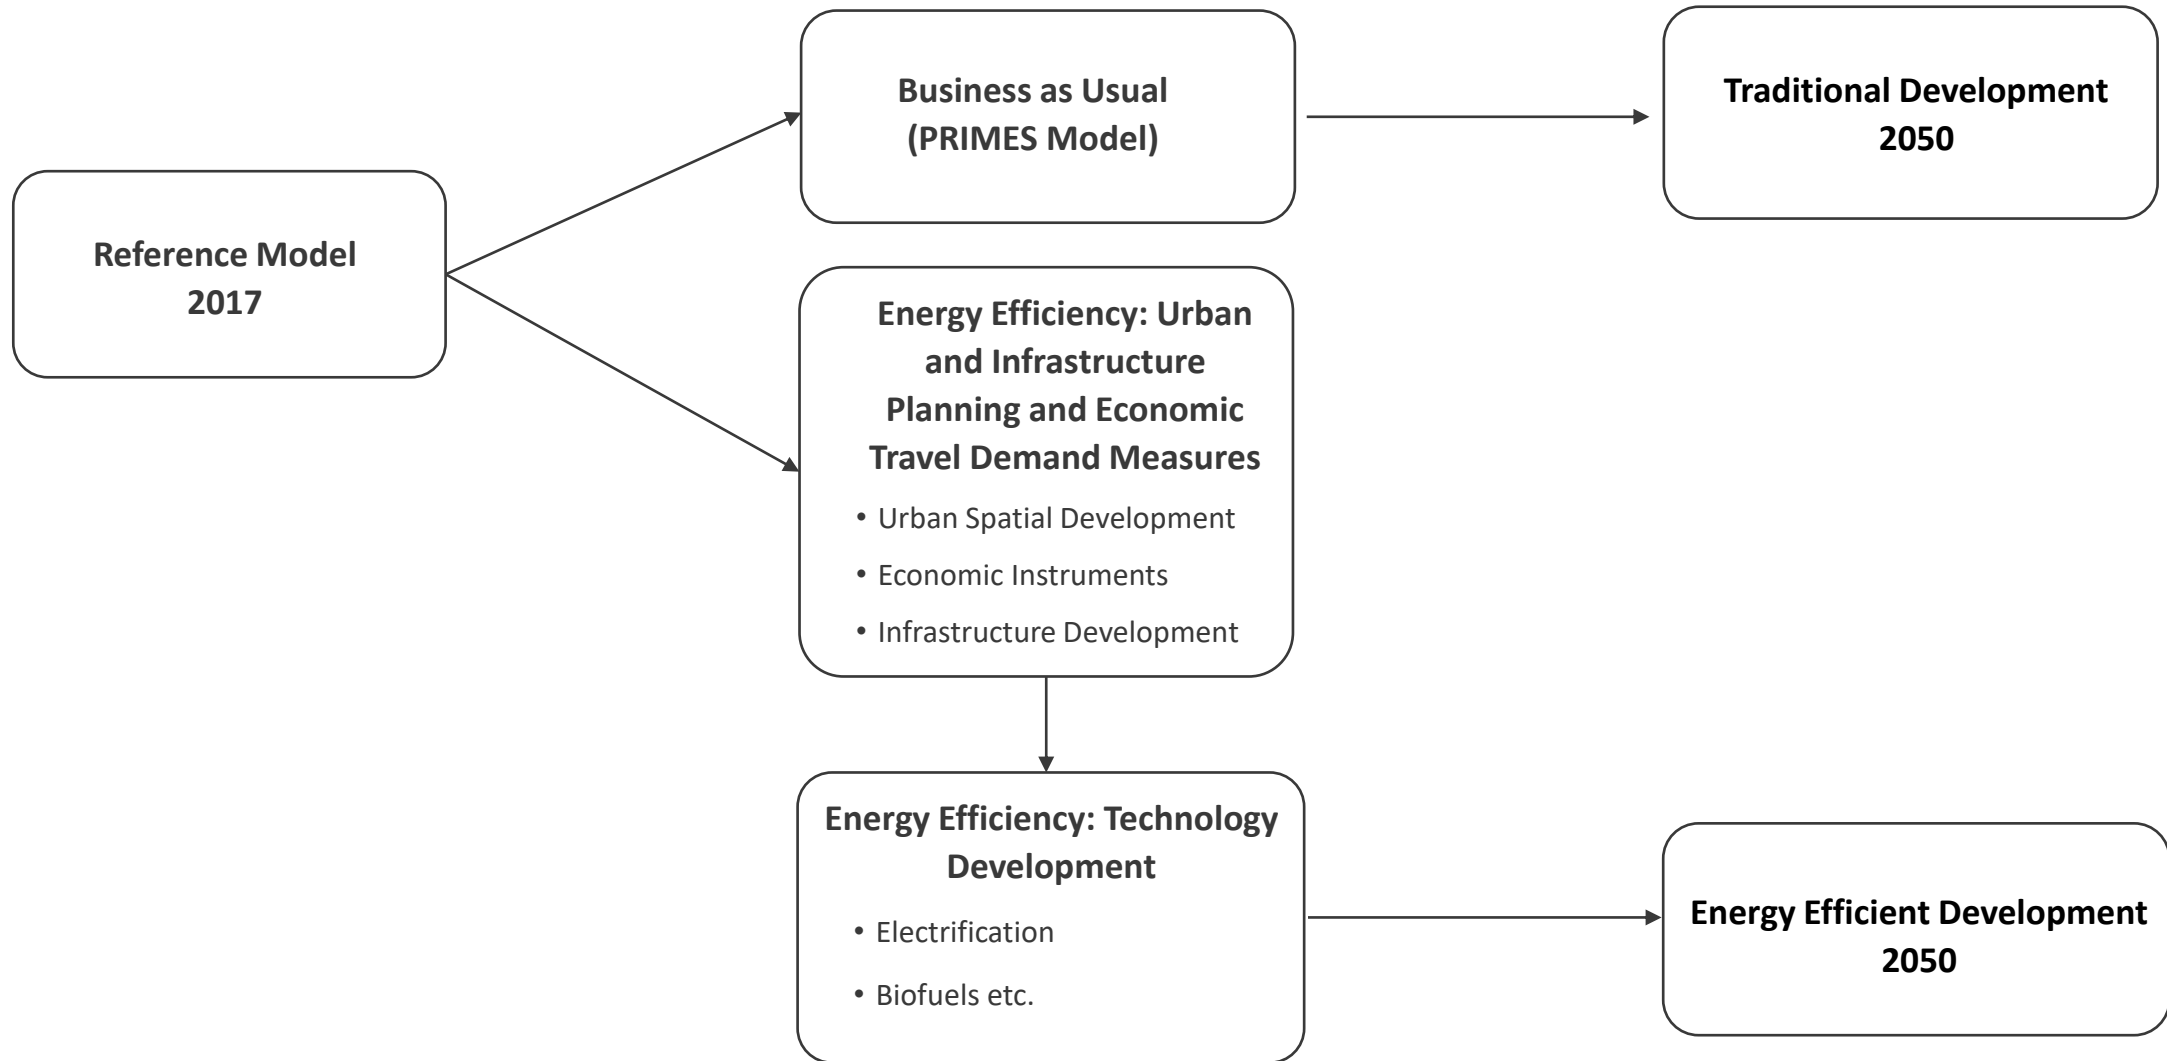 Business as Usual
(PRIMES Model)
Traditional Development
2050
Reference Model
2017
Energy Efficiency: Urban
and Infrastructure
Planning and Economic
Travel Demand Measures
• Urban Spatial Development
• Economic Instruments
• Infrastructure Development
Energy Efficiency: Technology
Development
• Electrification
• Biofuels etc.
Energy Efficient Development
2050